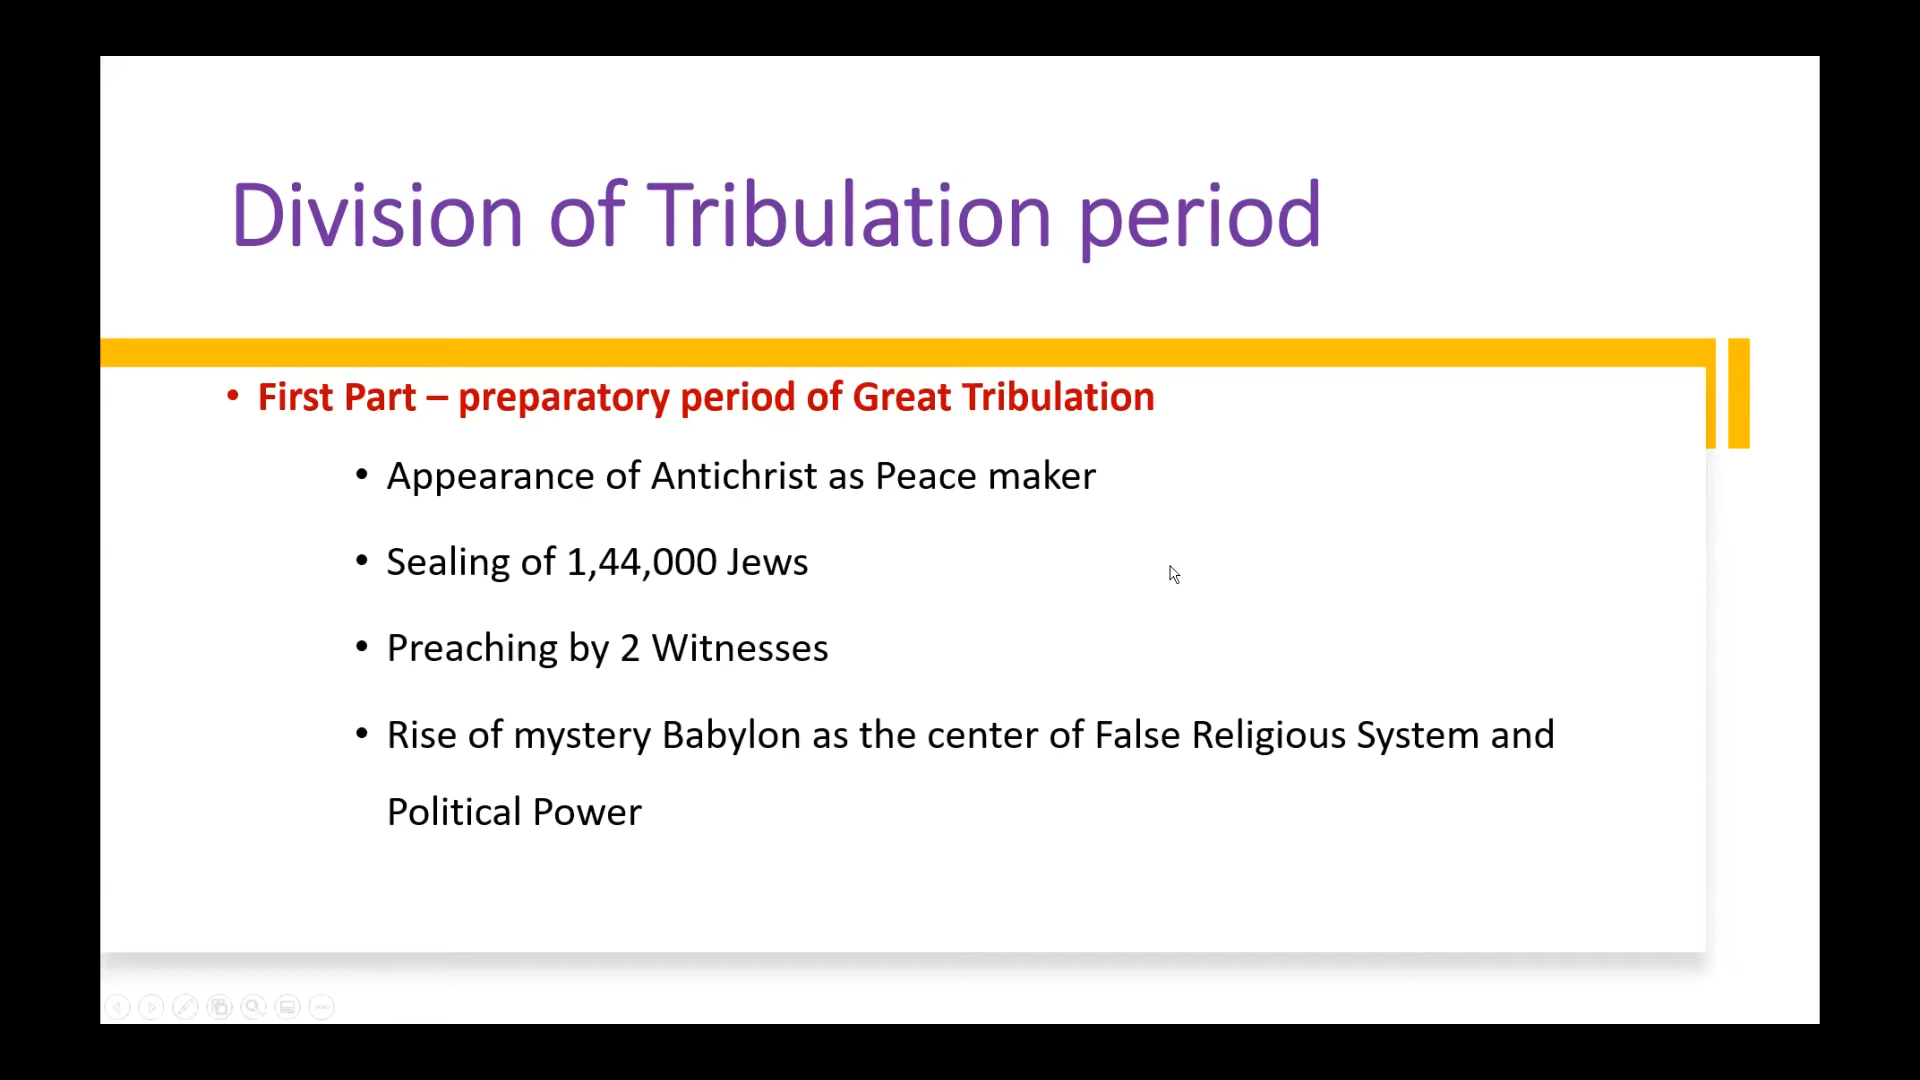 Division of Tribulation period
• First Part – preparatory period of Great Tribulation
• Appearance of Antichrist as Peace maker
• Sealing of 1,44,000 Jews
• Preaching by 2 Witnesses
• Rise of mystery Babylon as the center of False Religious System and
Political Power